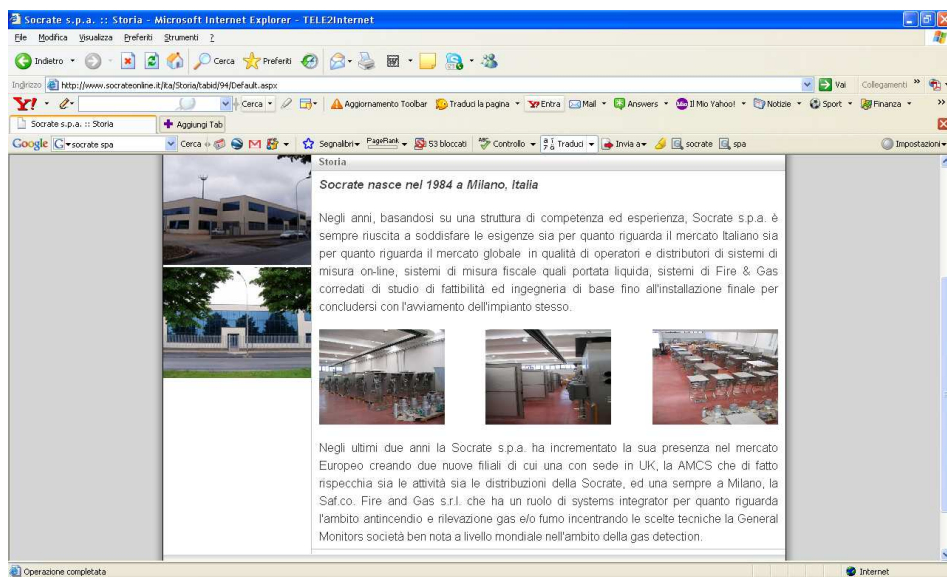 Socrate s.p.a. :: Storia - Microsoft Internet Explorer - TELE2Internet
File Modifica Visualizza Preferiti Strumenti ?
Indietro Cerca Preferiti
Indirizzo http://www.socrateonline.it/ita/Storia/tabid/94/Default.aspx Vai Collegamenti »
Y! Cerca Aggiornamento Toolbar Traduci la pagina Entra Mail Answers Il Mio Yahoo! Notizie Sport Finanza »
Socrate s.p.a. :: Storia Aggiungi Tab
Google socrate spa Cerca Segnalibri PageRank 53 bloccati Controllo Traduci Invia a socrate spa Impostazioni
Storia
Socrate nasce nel 1984 a Milano, Italia
Negli anni, basandosi su una struttura di competenza ed esperienza, Socrate s.p.a. è
sempre riuscita a soddisfare le esigenze sia per quanto riguarda il mercato Italiano sia
per quanto riguarda il mercato globale in qualità di operatori e distributori di sistemi di
misura on-line, sistemi di misura fiscale quali portata liquida, sistemi di Fire & Gas
corredati di studio di fattibilità ed ingegneria di base fino all'installazione finale per
concludersi con l'avviamento dell'impianto stesso.
Negli ultimi due anni la Socrate s.p.a. ha incrementato la sua presenza nel mercato
Europeo creando due nuove filiali di cui una con sede in UK, la AMCS che di fatto
rispecchia sia le attività sia le distribuzioni della Socrate, ed una sempre a Milano, la
Saf.co. Fire and Gas s.r.l. che ha un ruolo di systems integrator per quanto riguarda
l'ambito antincendio e rilevazione gas e/o fumo incentrando le scelte tecniche la General
Monitors società ben nota a livello mondiale nell'ambito della gas detection.
Operazione completata Internet